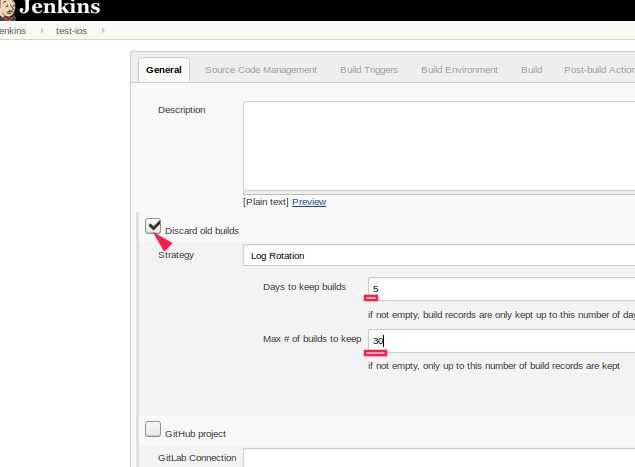 Jenkins
enkins test-ios
General Source Code Management Build Triggers Build Environment Build Post-build Action
Description
[Plain text] Preview
Discard old builds
Strategy Log Rotation
Days to keep builds 5
if not empty, build records are only kept up to this number of day
Max # of builds to keep 30
if not empty, only up to this number of build records are kept
GitHub project
GitLab Connection